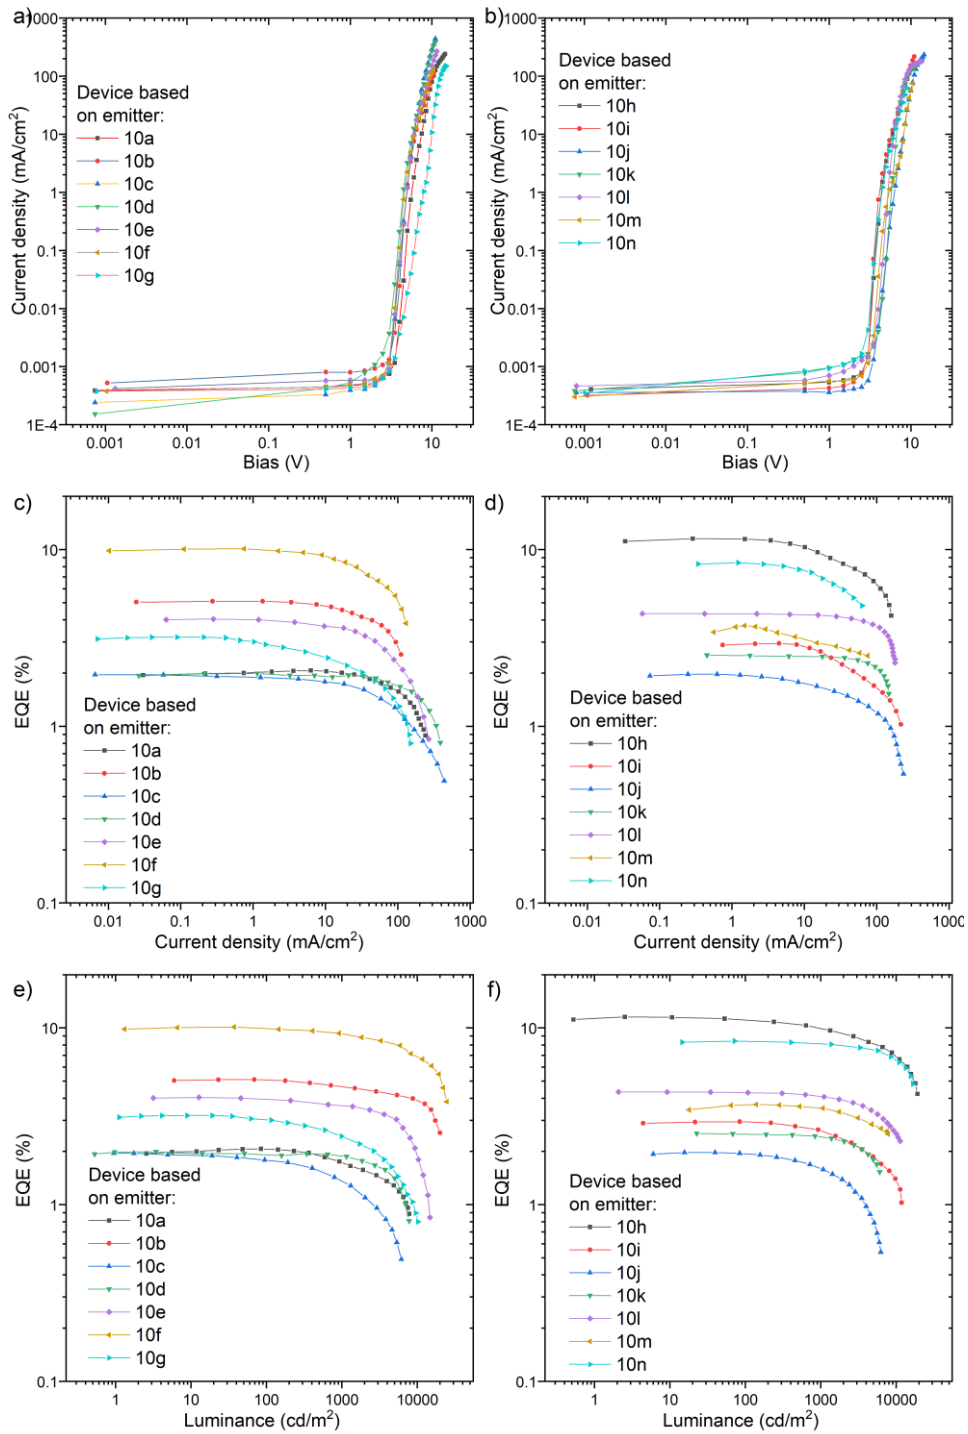 a)
Current density (mA/cm²)
1000
100
10
1
0.1
0.01
0.001
1E-4
Device based
on emitter:
10a
10b
10c
10d
10e
10f
10g
0.001
0.01
0.1
1
10
Bias (V)
b)
Current density (mA/cm²)
1000
100
10
1
0.1
0.01
0.001
1E-4
Device based
on emitter:
10h
10i
10j
10k
10l
10m
10n
0.001
0.01
0.1
1
10
Bias (V)
c)
EQE (%)
10
1
0.1
Device based
on emitter:
10a
10b
10c
10d
10e
10f
10g
0.01
0.1
1
10
100
1000
Current density (mA/cm²)
d)
EQE (%)
10
1
0.1
Device based
on emitter:
10h
10i
10j
10k
10l
10m
10n
0.01
0.1
1
10
100
1000
Current density (mA/cm²)
e)
EQE (%)
10
1
0.1
Device based
on emitter:
10a
10b
10c
10d
10e
10f
10g
1
10
100
1000
10000
Luminance (cd/m²)
f)
EQE (%)
10
1
0.1
Device based
on emitter:
10h
10i
10j
10k
10l
10m
10n
1
10
100
1000
10000
Luminance (cd/m²)